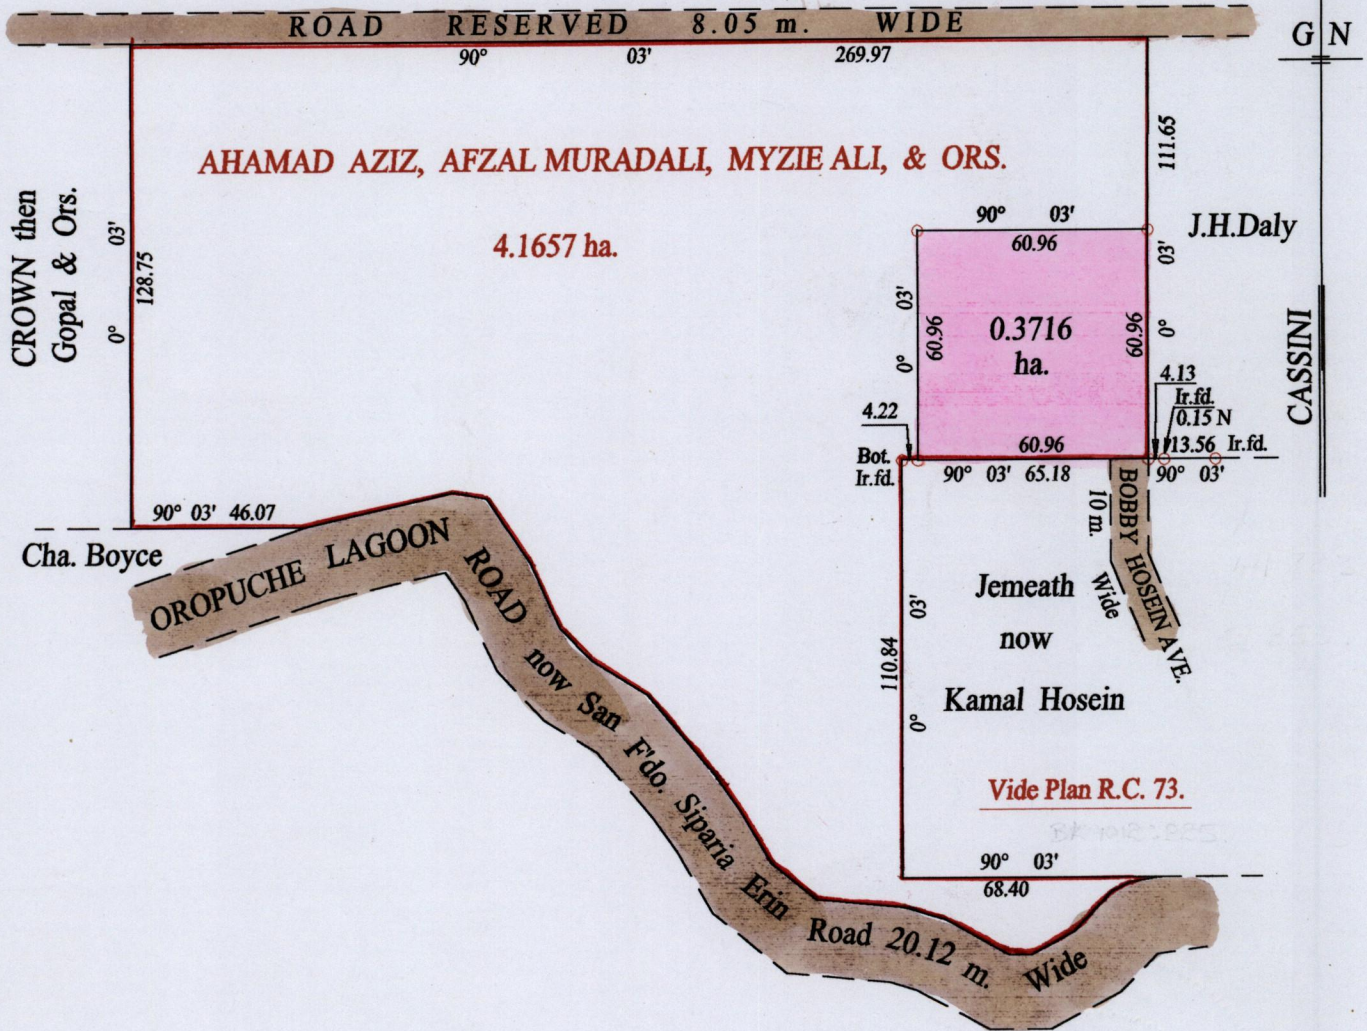 ROAD RESERVED 8.05 m. WIDE
G N
90° 03' 269.97
111.65
AHAMAD AZIZ, AFZAL MURADALI, MYZIE ALI, & ORS.
4.1657 ha.
CROWN then
Gopal & Ors.
0° 03'
128.75
90° 03'
60.96
J.H.Daly
0° 03'
60.96
0.3716
ha.
60.96
0° 03'
CASSINI
4.13
Ir.fd.
0.15 N
13.56 Ir.fd.
90° 03'
4.22
Bot.
Ir.fd.
60.96
90° 03' 65.18
90° 03' 46.07
Cha. Boyce
OROPUCHE LAGOON ROAD now San F'do. Siparia Erin Road 20.12 m. Wide
BOBBY HOSEIN AVE.
10 m. Wide
Jemeath
now
Kamal Hosein
0° 03'
110.84
Vide Plan R.C. 73.
90° 03'
68.40